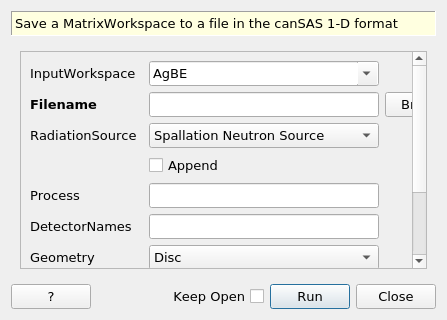 Save a MatrixWorkspace to a file in the canSAS 1-D format
InputWorkspace AgBE
Filename
RadiationSource Spallation Neutron Source
Append
Process
DetectorNames
Geometry Disc
? Keep Open Run Close